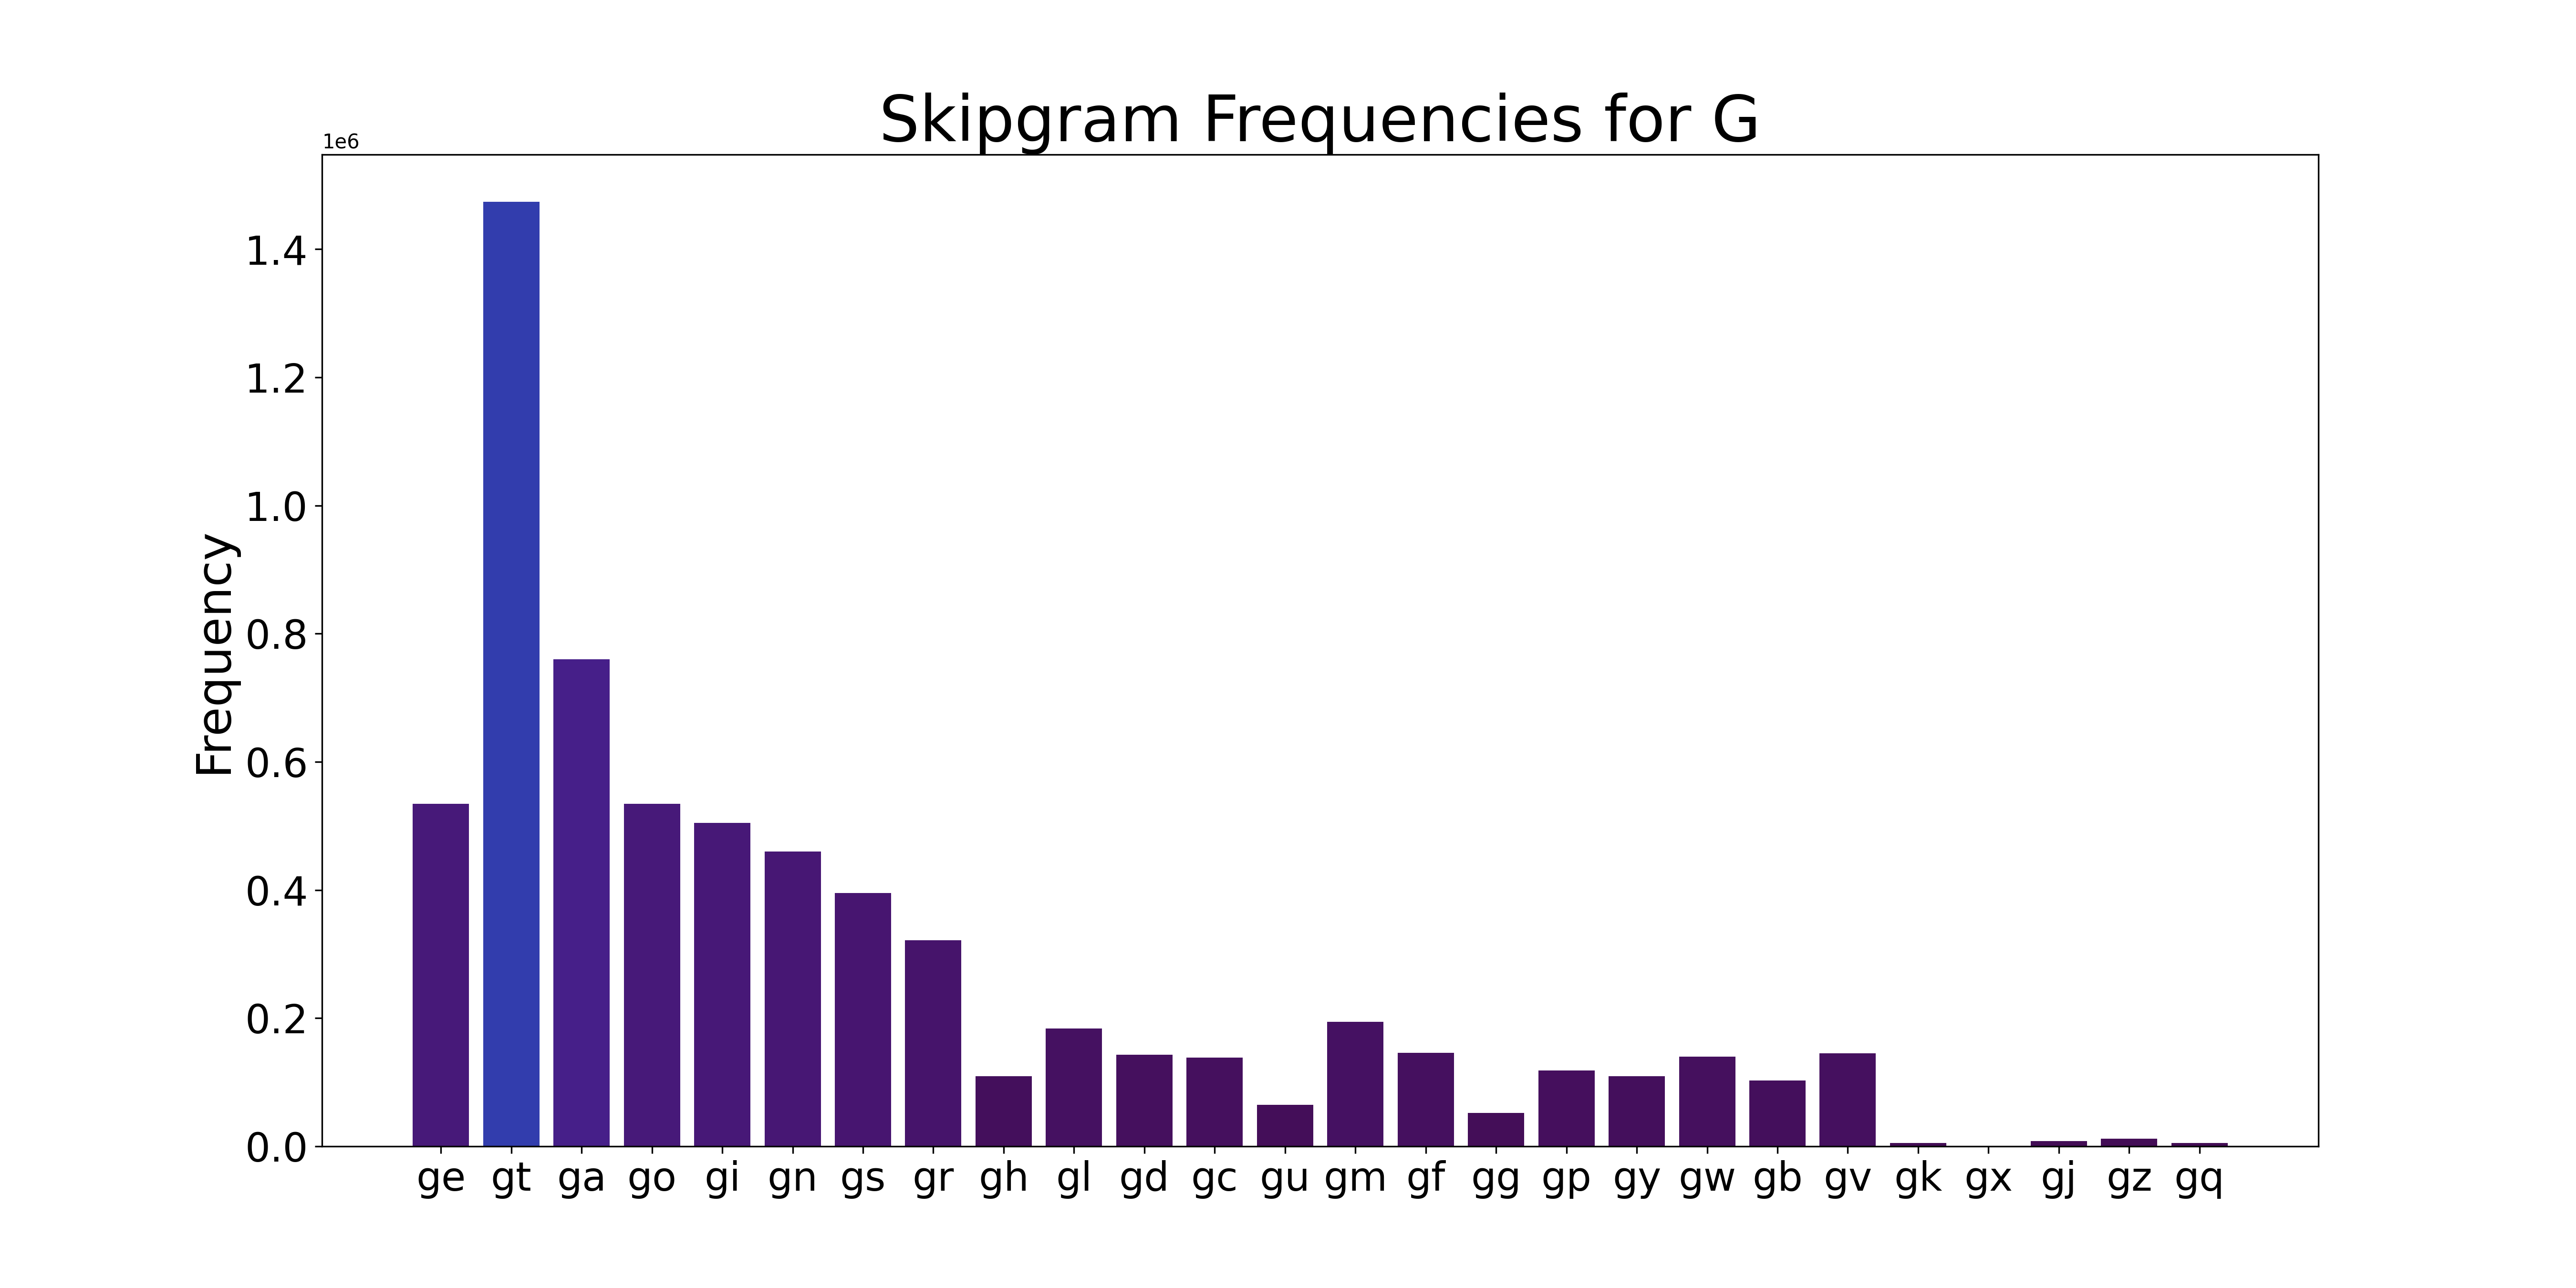 Skipgram Frequencies for G
1e6
Frequency
1.4
1.2
1.0
0.8
0.6
0.4
0.2
0.0
ge gt ga go gi gn gs gr gh gl gd gc gu gm gf gg gp gy gw gb gv gk gx gj gz gq